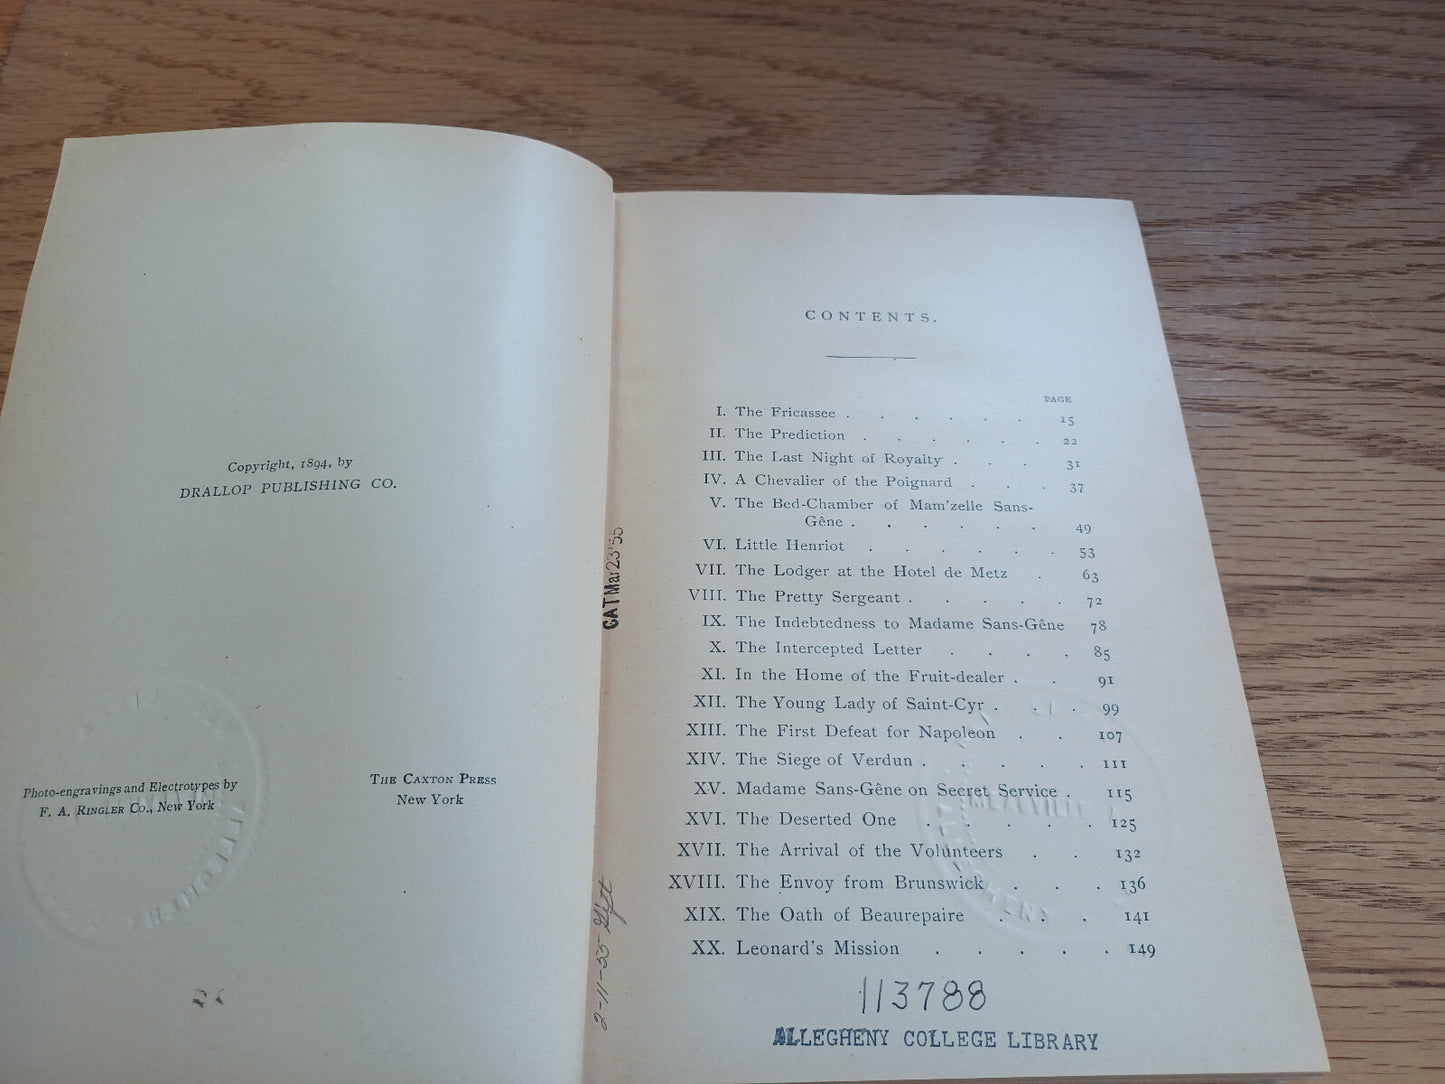 Copyright, 1894, by
DRALLOP PUBLISHING CO.
Photo-engravings and Electrotypes by
F. A. RINGLER CO., New York
THE CAXTON PRESS
New York
CAT Mar 23 '55
2-11-55 Gift
CONTENTS.
PAGE
I. The Fricassee . . . . . . 15
II. The Prediction . . . . . . 22
III. The Last Night of Royalty . . . 31
IV. A Chevalier of the Poignard . . . 37
V. The Bed-Chamber of Mam'zelle Sans-
Gêne . . . . . . 49
VI. Little Henriot . . . . . . 53
VII. The Lodger at the Hotel de Metz . 63
VIII. The Pretty Sergeant . . . . . 72
IX. The Indebtedness to Madame Sans-Gêne 78
X. The Intercepted Letter . . . . 85
XI. In the Home of the Fruit-dealer . . 91
XII. The Young Lady of Saint-Cyr . . . 99
XIII. The First Defeat for Napoleon . . 107
XIV. The Siege of Verdun . . . . . 111
XV. Madame Sans-Gêne on Secret Service . 115
XVI. The Deserted One . . . . . 125
XVII. The Arrival of the Volunteers . . 132
XVIII. The Envoy from Brunswick . . . 136
XIX. The Oath of Beaurepaire . . . 141
XX. Leonard's Mission . . . . . 149
113788
ALLEGHENY COLLEGE LIBRARY